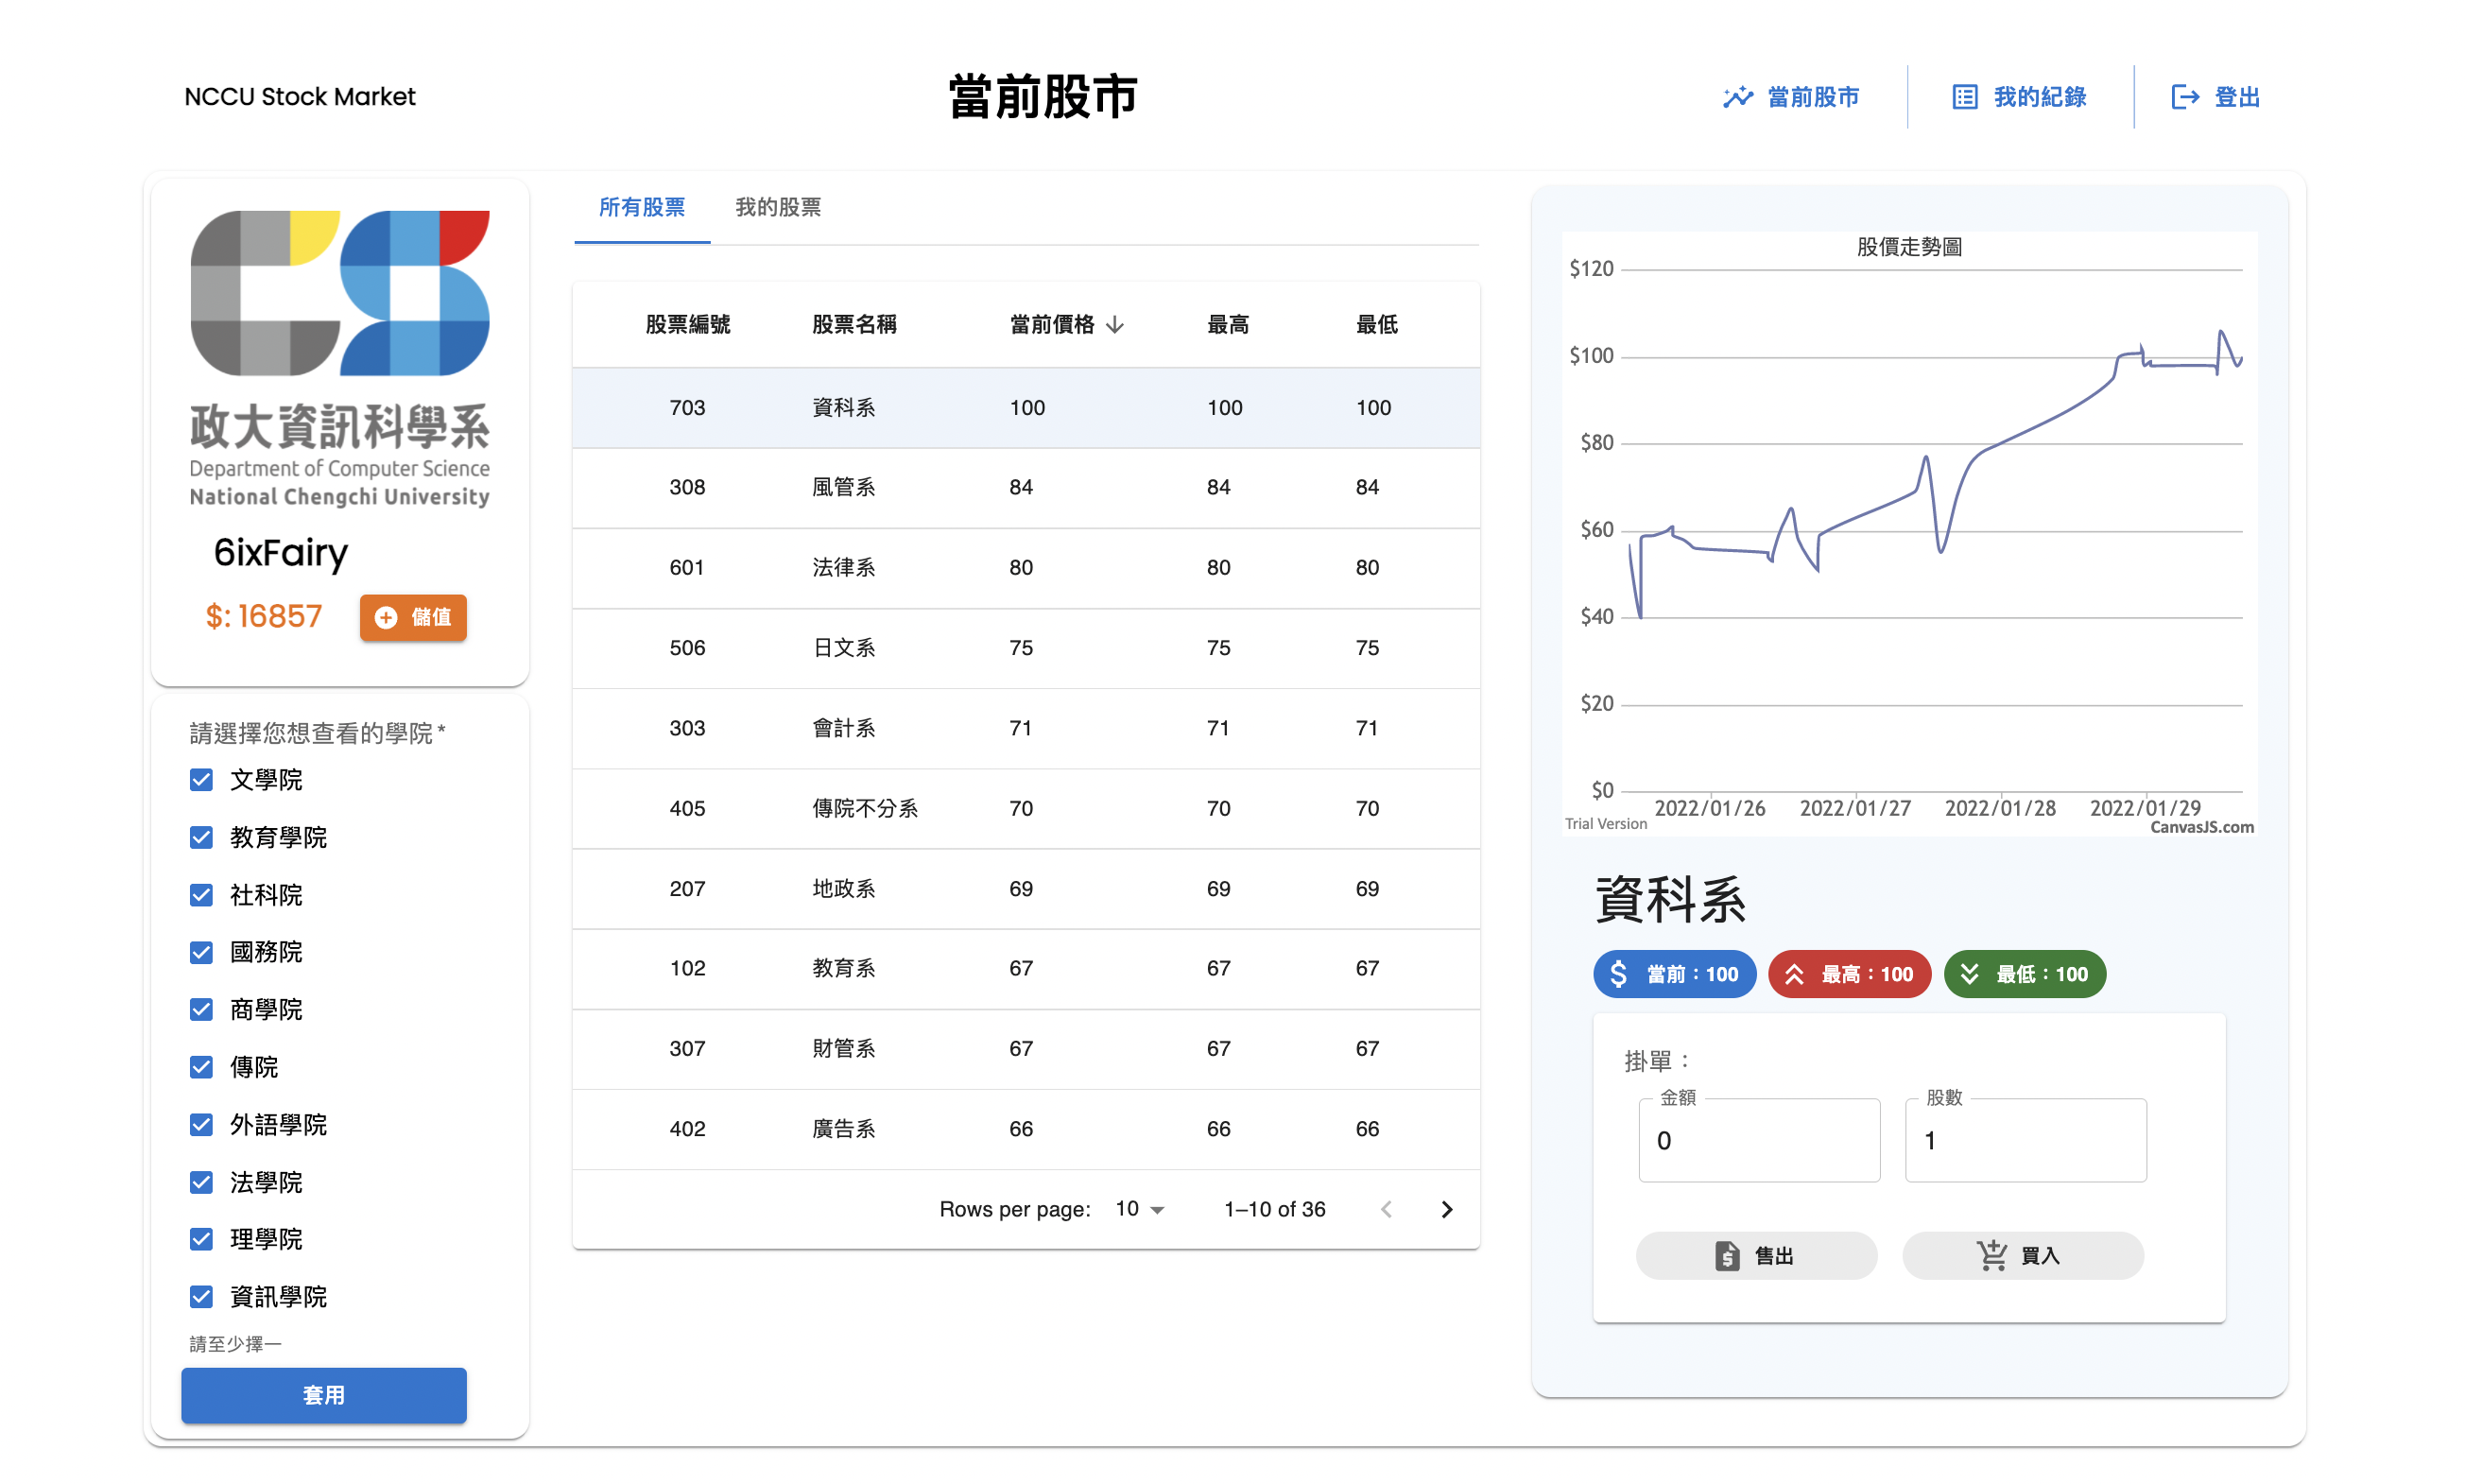 NCCU Stock Market
當前股市
當前股市
我的紀錄
登出
政大資訊科學系
Department of Computer Science
National Chengchi University
6ixFairy
$: 16857
儲值
請選擇您想查看的學院 *
文學院
教育學院
社科院
國務院
商學院
傳院
外語學院
法學院
理學院
資訊學院
請至少擇一
套用
所有股票 我的股票
股票編號 股票名稱 當前價格 最高 最低
703 資科系 100 100 100
308 風管系 84 84 84
601 法律系 80 80 80
506 日文系 75 75 75
303 會計系 71 71 71
405 傳院不分系 70 70 70
207 地政系 69 69 69
102 教育系 67 67 67
307 財管系 67 67 67
402 廣告系 66 66 66
Rows per page: 10 1–10 of 36
股價走勢圖
$120
$100
$80
$60
$40
$20
$0
2022/01/26 2022/01/27 2022/01/28 2022/01/29
Trial Version
CanvasJS.com
資科系
當前：100
最高：100
最低：100
掛單：
金額 股數
0 1
售出 買入